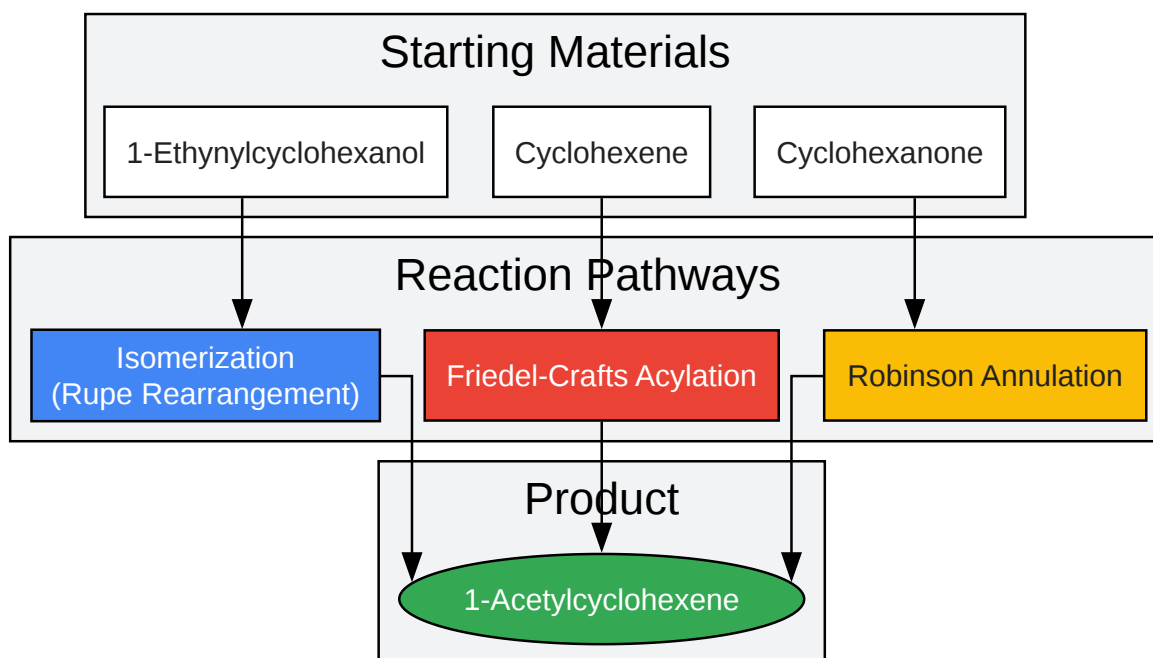 Starting Materials
1-Ethynylcyclohexanol
Cyclohexene
Cyclohexanone
Reaction Pathways
Isomerization
(Rupe Rearrangement)
Friedel-Crafts Acylation
Robinson Annulation
Product
1-Acetylcyclohexene